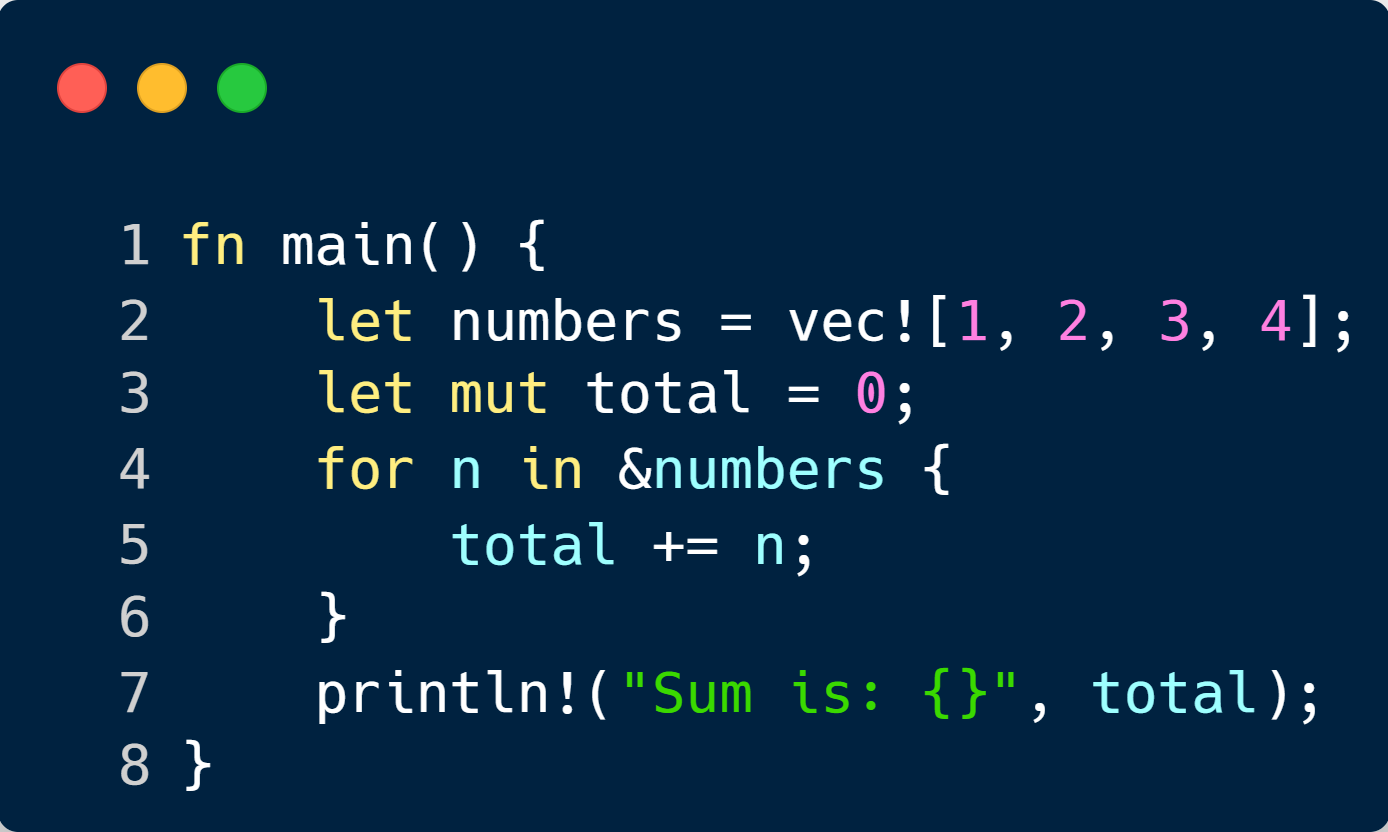 1 fn main() {
2     let numbers = vec![1, 2, 3, 4];
3     let mut total = 0;
4     for n in &numbers {
5         total += n;
6     }
7     println!("Sum is: {}", total);
8 }